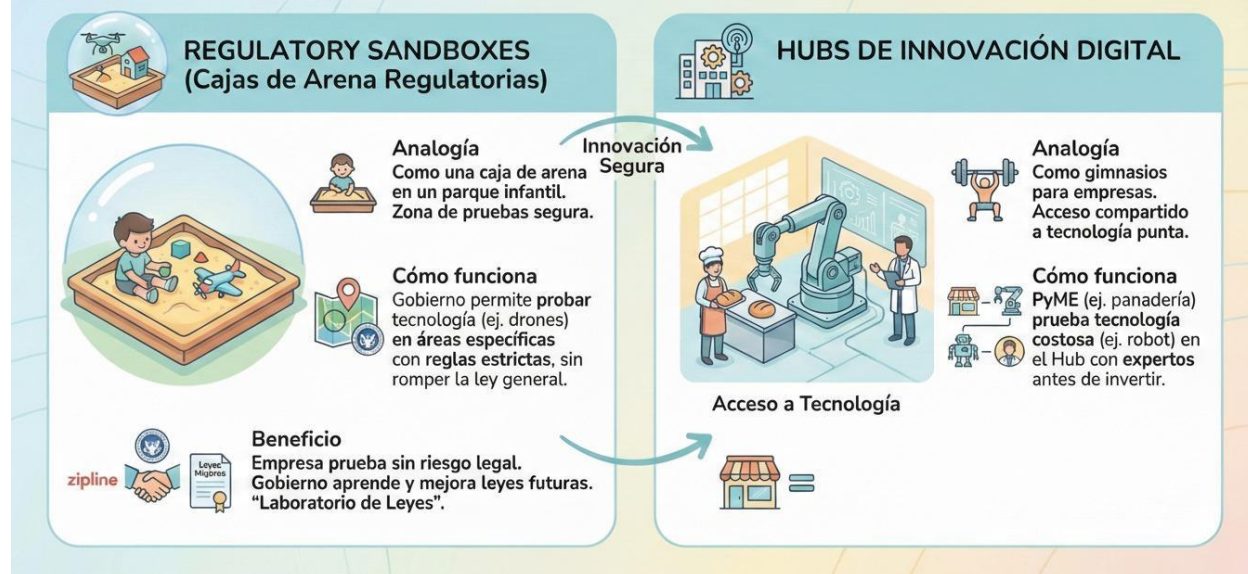 REGULATORY SANDBOXES
(Cajas de Arena Regulatorias)
Analogía
Como una caja de arena
en un parque infantil.
Zona de pruebas segura.
Cómo funciona
Gobierno permite probar
tecnología (ej. drones)
en áreas específicas
con reglas estrictas, sin
romper la ley general.
zipline
Leyec
Migbres
Beneficio
Empresa prueba sin riesgo legal.
Gobierno aprende y mejora leyes futuras.
“Laboratorio de Leyes”.
Innovación
Segura
HUBS DE INNOVACIÓN DIGITAL
Acceso a Tecnología
Analogía
Como gimnasios
para empresas.
Acceso compartido
a tecnología punta.
Cómo funciona
PyME (ej. panadería)
prueba tecnología
costosa (ej. robot) en
el Hub con expertos
antes de invertir.
=